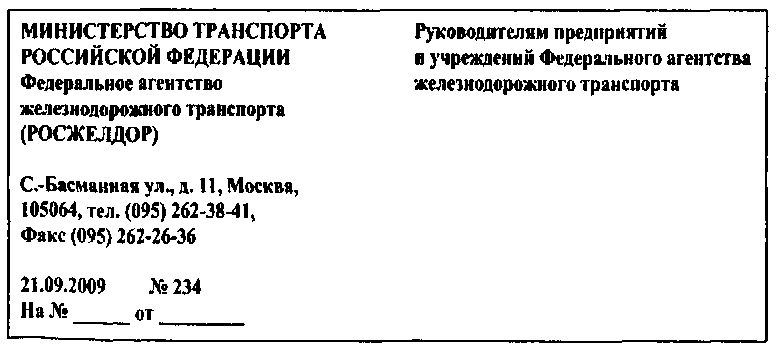 МИНИСТЕРСТВО ТРАНСПОРТА
РОССИЙСКОЙ ФЕДЕРАЦИИ
Федеральное агентство
железнодорожного транспорта
(РОСЖЕЛДОР)
С.-Басманная ул., д. 11, Москва,
105064, тел. (095) 262-38-41,
Факс (095) 262-26-36
21.09.2009 № 234
На № _____ от ________
Руководителям предприятий
и учреждений Федерального агентства
железнодорожного транспорта